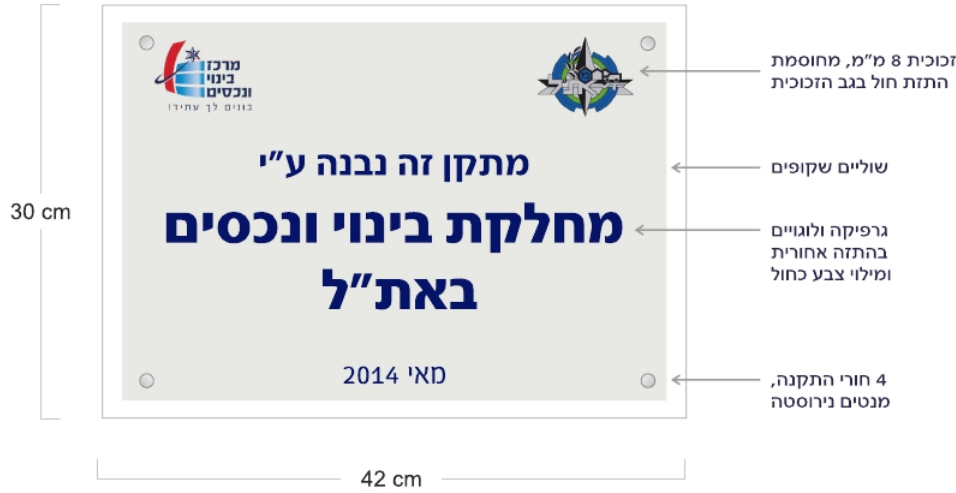 מרכז
בינוי
ונכסים
בונים לך עתיד!
מתקן זה נבנה ע״י
מחלקת בינוי ונכסים
באת״ל
מאי 2014
זכוכית 8 מ״מ, מחוסמת
התזת חול בגב הזכוכית
שוליים שקופים
גרפיקה ולוגויים
בהתזה אחורית
ומילוי צבע כחול
4 חורי התקנה,
מנטים נירוסטה
30 cm
42 cm